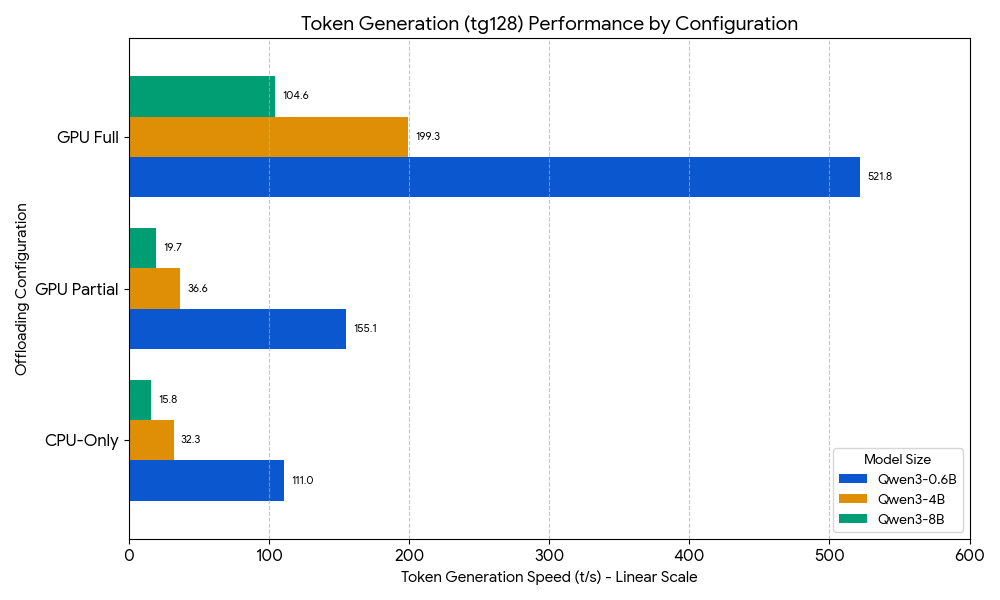 Token Generation (tg128) Performance by Configuration
104.6
GPU Full
199.3
521.8
19.7
GPU Partial
36.6
155.1
15.8
CPU-Only
32.3
111.0
Offloading Configuration
Model Size
Qwen3-0.6B
Qwen3-4B
Qwen3-8B
0 100 200 300 400 500 600
Token Generation Speed (t/s) - Linear Scale